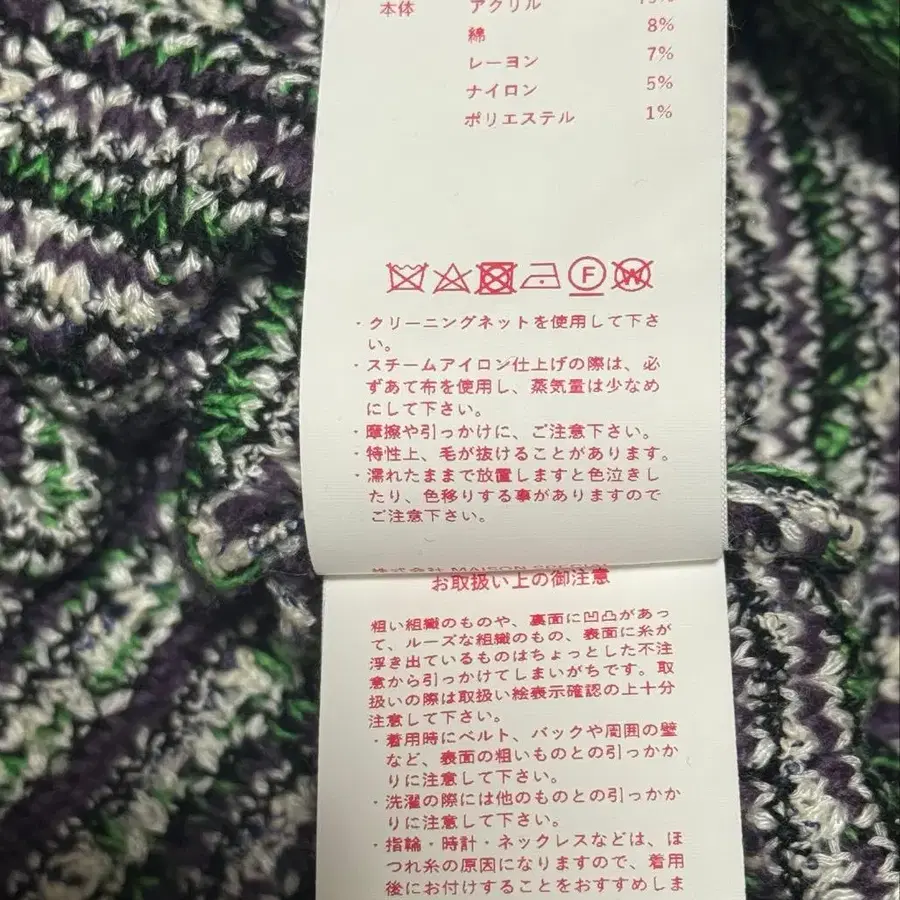 本体 アクリル
綿 8%
レーヨン 7%
ナイロン 5%
ポリエステル 1%
F W
・クリーニングネットを使用して下さ
い。
・スチームアイロン仕上げの際は、必
ずあて布を使用し、蒸気量は少なめ
にして下さい。
・摩擦や引っかけに、ご注意下さい。
・特性上、毛が抜けることがあります。
・濡れたままで放置しますと色泣きし
たり、色移りする事がありますので
ご注意下さい。
株式会社 MAISON
お取扱い上の御注意
粗い組織のものや、裏面に凹凸があっ
て、ルーズな組織のもの、表面に糸が
浮き出ているものはちょっとした不注
意から引っかけてしまいがちです。取
扱いの際は取扱い絵表示確認の上十分
注意して下さい。
・着用時にベルト、バックや周囲の壁
など、表面の粗いものとの引っかか
りに注意して下さい。
・洗濯の際には他のものとの引っかか
りに注意して下さい。
・指輪・時計・ネックレスなどは、ほ
つれ糸の原因になりますので、着用
後にお付けすることをおすすめしま